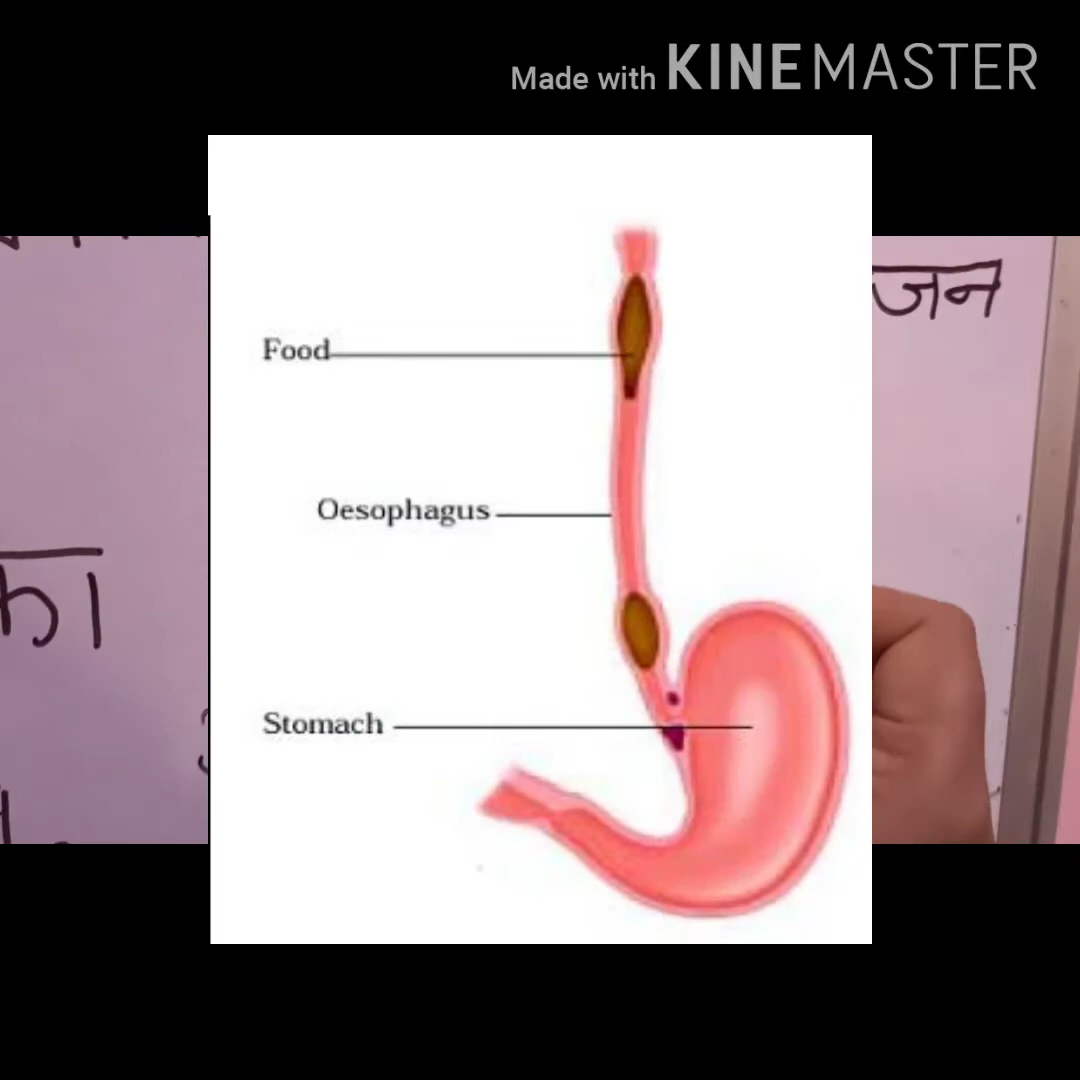 Made with KINEMASTER
जन
Food
Oesophagus
का
Stomach